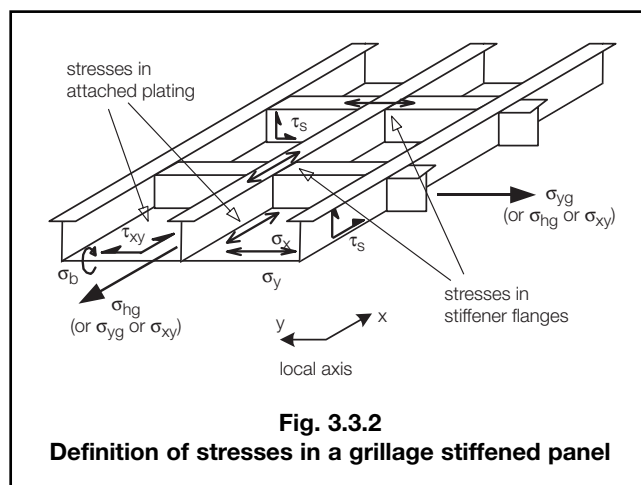 stresses in
attached plating
τs
σyg
(or σhg or σxy)
τxy
σx
τs
σb
σy
σhg
(or σyg or σxy)
stresses in
stiffener flanges
y
x
local axis
Fig. 3.3.2
Definition of stresses in a grillage stiffened panel